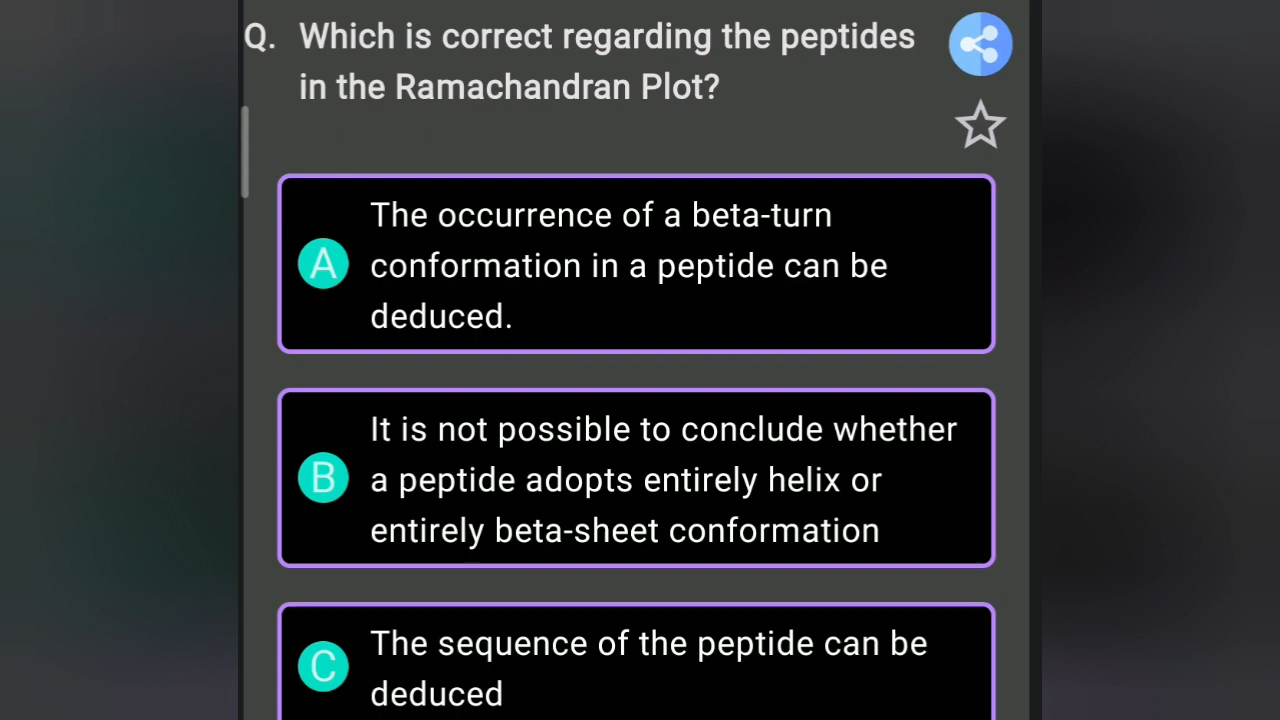 Q. Which is correct regarding the peptides
in the Ramachandran Plot?
A
The occurrence of a beta-turn
conformation in a peptide can be
deduced.
B
It is not possible to conclude whether
a peptide adopts entirely helix or
entirely beta-sheet conformation
C
The sequence of the peptide can be
deduced